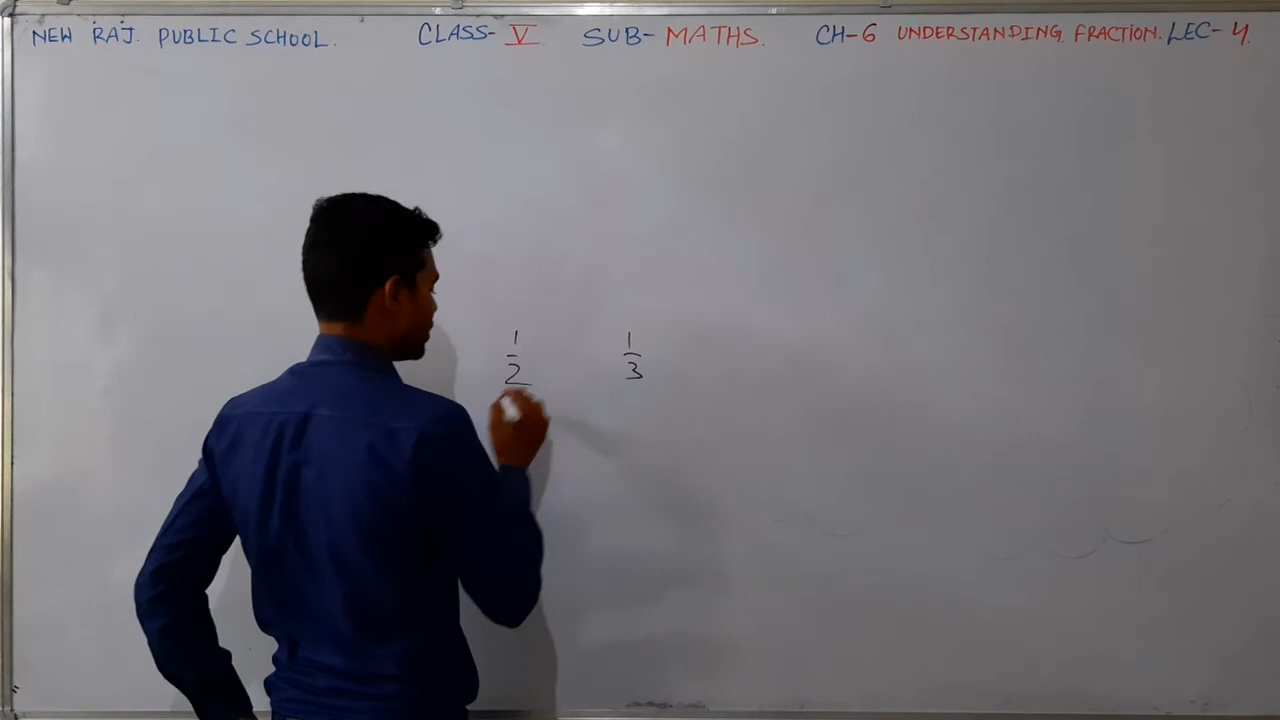 NEW RAJ. PUBLIC SCHOOL. CLASS- V. SUB- MATHS. CH-6 UNDERSTANDING. FRACTION. LEC- 4.
1/2 1/3